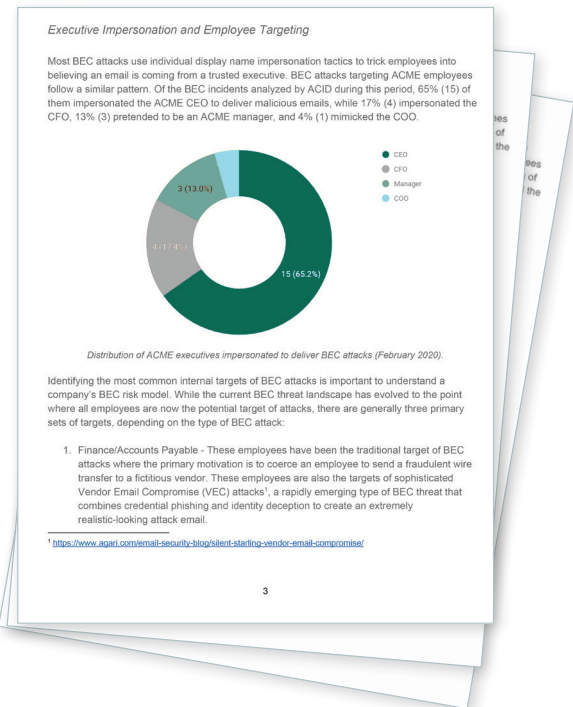 Executive Impersonation and Employee Targeting
Most BEC attacks use individual display name impersonation tactics to trick employees into
believing an email is coming from a trusted executive. BEC attacks targeting ACME employees
follow a similar pattern. Of the BEC incidents analyzed by ACID during this period, 65% (15) of
them impersonated the ACME CEO to deliver malicious emails, while 17% (4) impersonated the
CFO, 13% (3) pretended to be an ACME manager, and 4% (1) mimicked the COO.
CEO
CFO
Manager
COO
3 (13.0%)
4 (17.4%)
15 (65.2%)
Distribution of ACME executives impersonated to deliver BEC attacks (February 2020).
Identifying the most common internal targets of BEC attacks is important to understand a
company's BEC risk model. While the current BEC threat landscape has evolved to the point
where all employees are now the potential target of attacks, there are generally three primary
sets of targets, depending on the type of BEC attack:
1. Finance/Accounts Payable - These employees have been the traditional target of BEC
attacks where the primary motivation is to coerce an employee to send a fraudulent wire
transfer to a fictitious vendor. These employees are also the targets of sophisticated
Vendor Email Compromise (VEC) attacks¹, a rapidly emerging type of BEC threat that
combines credential phishing and identity deception to create an extremely
realistic-looking attack email.
¹ https://www.agari.com/email-security-blog/silent-starling-vendor-email-compromise/
3
ees
of
the
ees
of
the